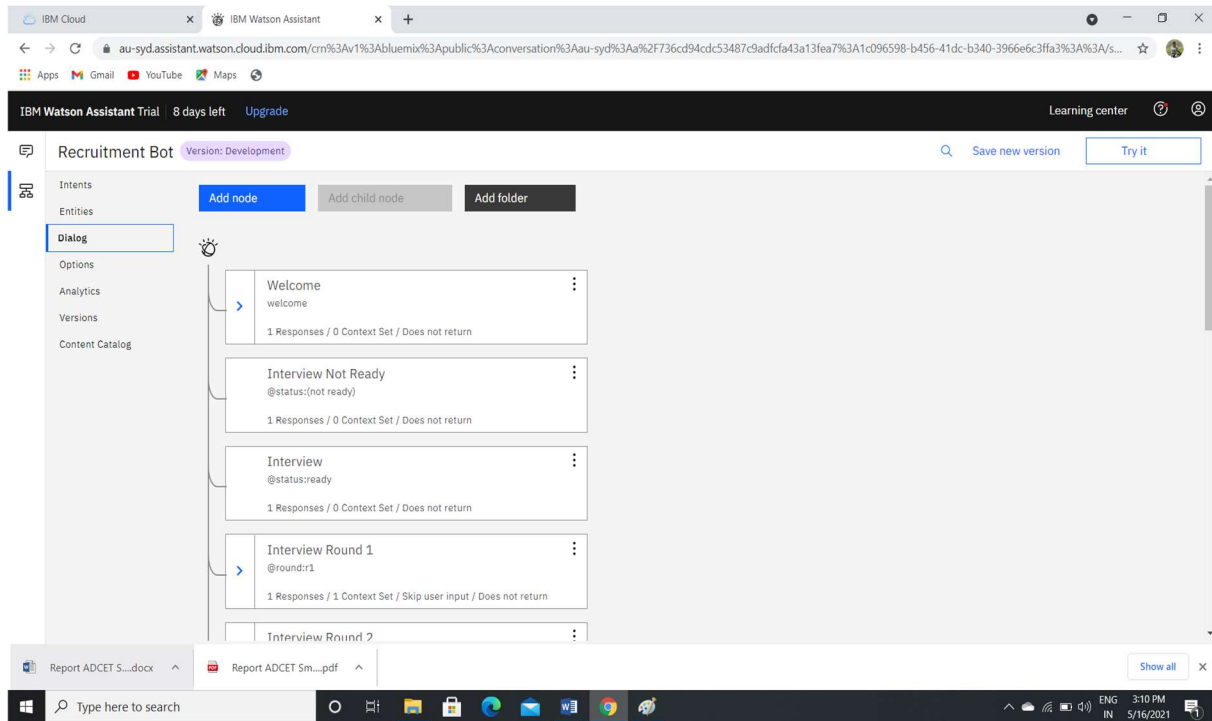 IBM Cloud
IBM Watson Assistant
au-syd.assistant.watson.cloud.ibm.com/crn%3Av1%3Abluemix%3Apublic%3Aconversation%3Aau-syd%3Aa%2F736cd94cdc53487c9adfcfa43a13fea7%3A1c096598-b456-41dc-b340-3966e6c3ffa3%3A%3A/s...
Apps Gmail YouTube Maps
IBM Watson Assistant Trial 8 days left Upgrade Learning center
Recruitment Bot Version: Development Save new version Try it
Intents
Entities
Dialog
Options
Analytics
Versions
Content Catalog
Add node Add child node Add folder
Welcome
welcome
1 Responses / 0 Context Set / Does not return
Interview Not Ready
@status:(not ready)
1 Responses / 0 Context Set / Does not return
Interview
@status:ready
1 Responses / 0 Context Set / Does not return
Interview Round 1
@round:r1
1 Responses / 1 Context Set / Skip user input / Does not return
Interview Round 2
Report ADCET S....docx Report ADCET Sm....pdf Show all
Type here to search
ENG 3:10 PM
IN 5/16/2021